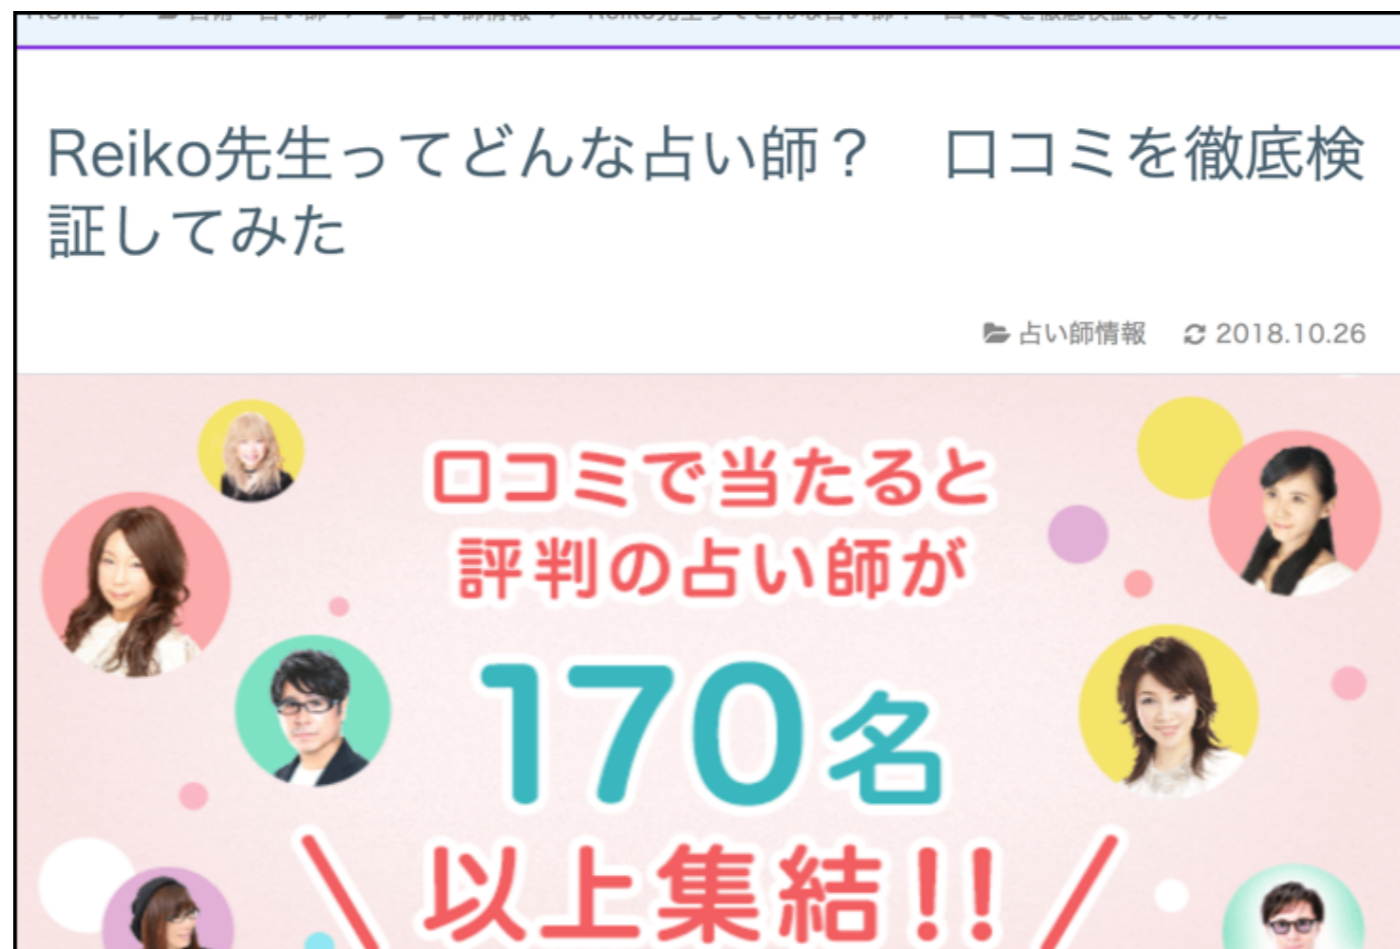 Reiko先生ってどんな占い師？　口コミを徹底検
証してみた
占い師情報　2018.10.26
口コミで当たると
評判の占い師が
170名
以上集結!!